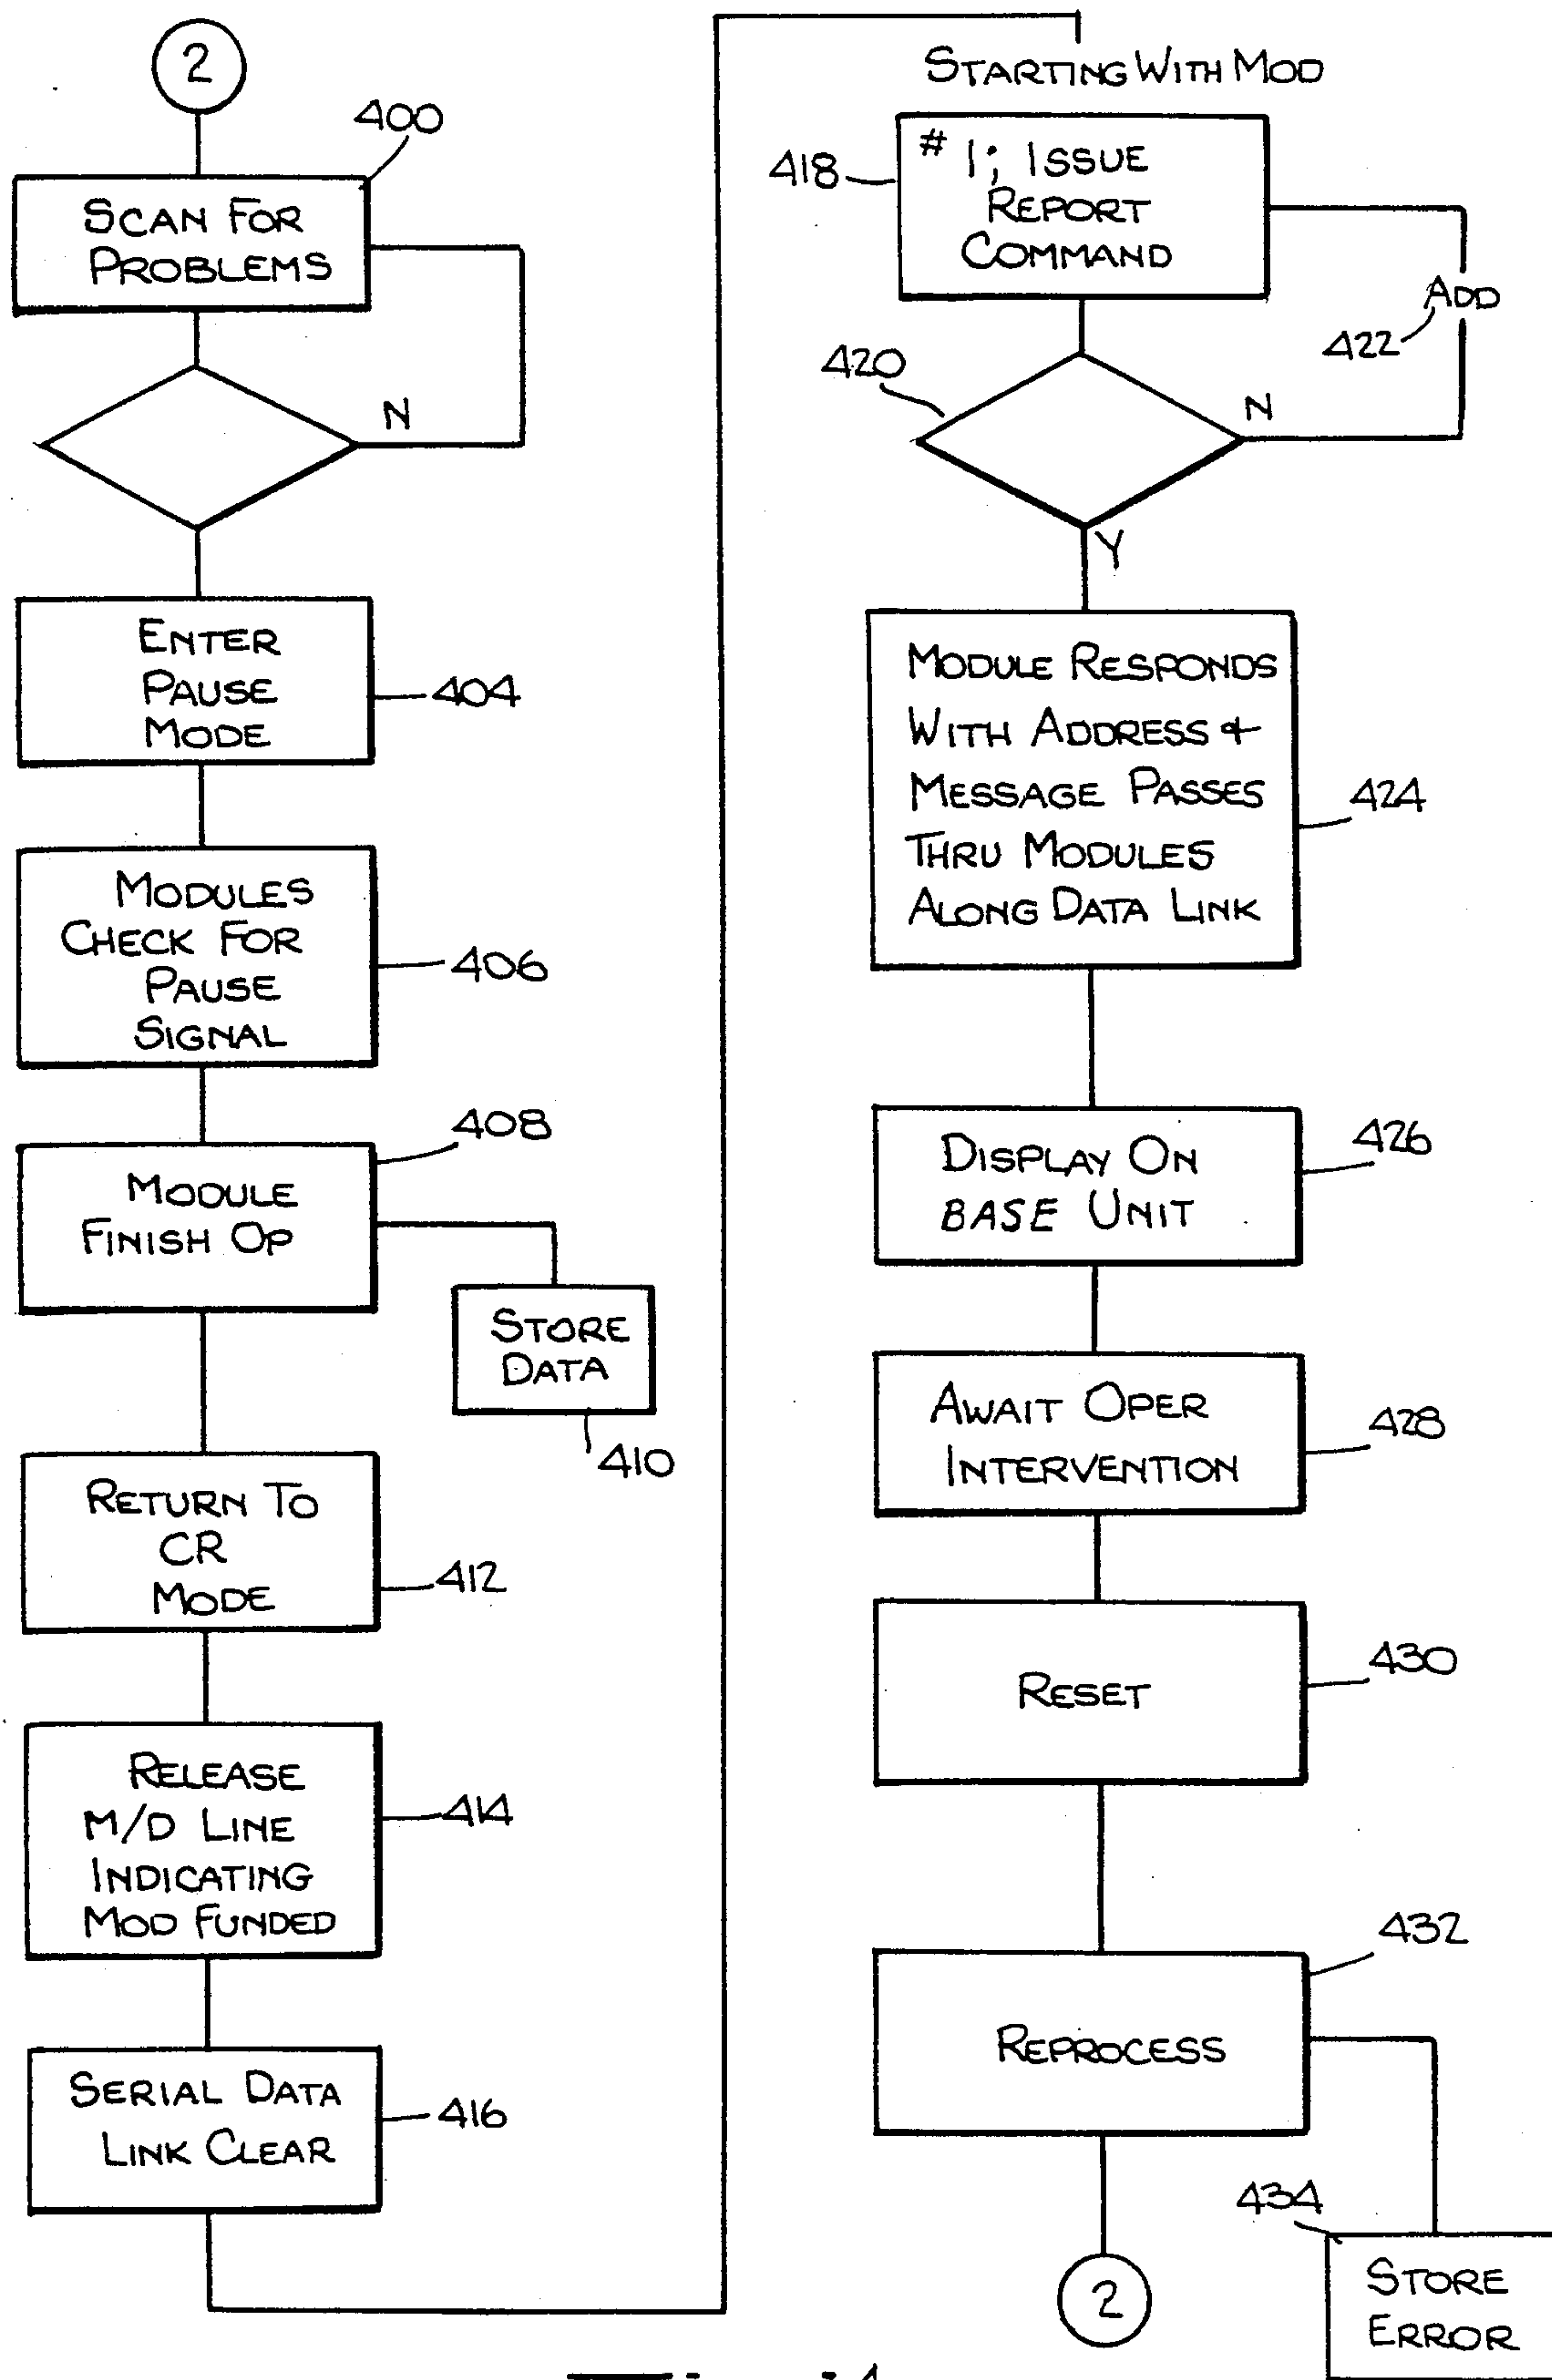 2
400
SCAN FOR
PROBLEMS
N
ENTER
PAUSE
MODE
404
MODULES
CHECK FOR
PAUSE
SIGNAL
406
408
MODULE
FINISH OP
STORE
DATA
410
RETURN TO
CR
MODE
412
RELEASE
M/D LINE
INDICATING
MOD FUNDED
414
SERIAL DATA
LINK CLEAR
416
STARTING WITH MOD
# 1; ISSUE
REPORT
COMMAND
418
ADD
422
420
N
Y
MODULE RESPONDS
WITH ADDRESS &
MESSAGE PASSES
THRU MODULES
ALONG DATA LINK
424
DISPLAY ON
BASE UNIT
426
AWAIT OPER
INTERVENTION
428
RESET
430
432
REPROCESS
434
STORE
ERROR
2